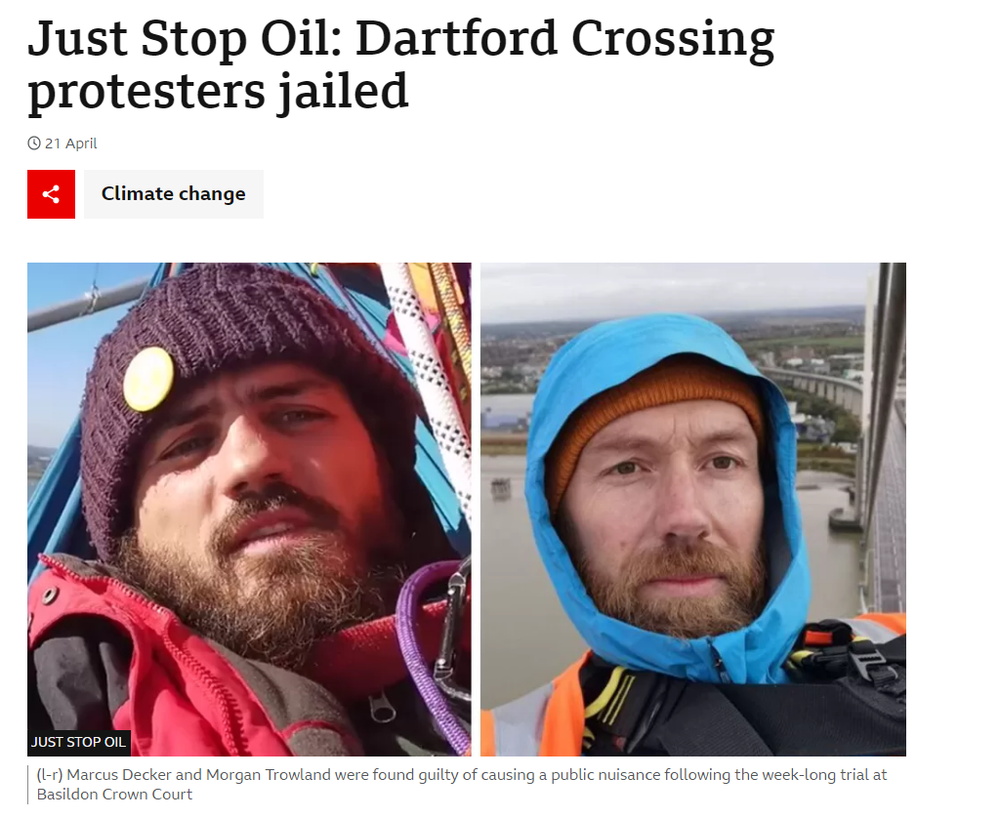 Just Stop Oil: Dartford Crossing
protesters jailed
21 April
Climate change
JUST STOP OIL
(l-r) Marcus Decker and Morgan Trowland were found guilty of causing a public nuisance following the week-long trial at
Basildon Crown Court